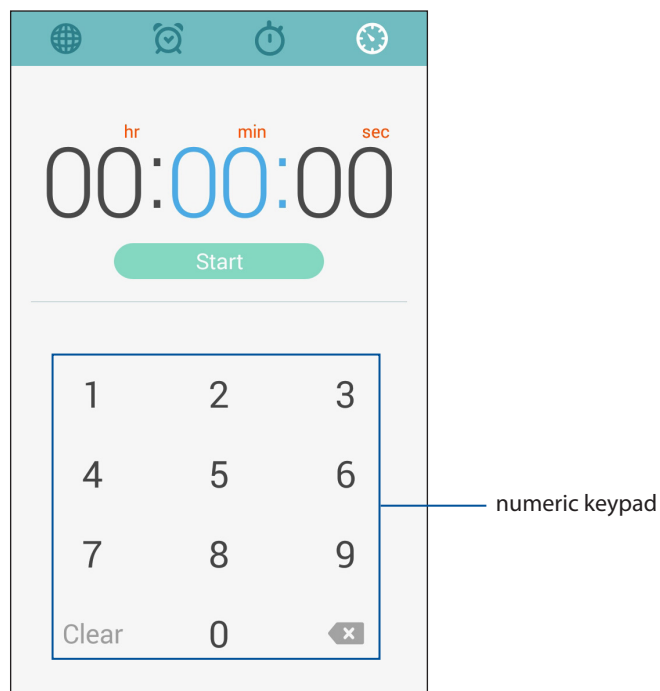 hr min sec
00:00:00
Start
1 2 3
4 5 6
numeric keypad
7 8 9
Clear 0